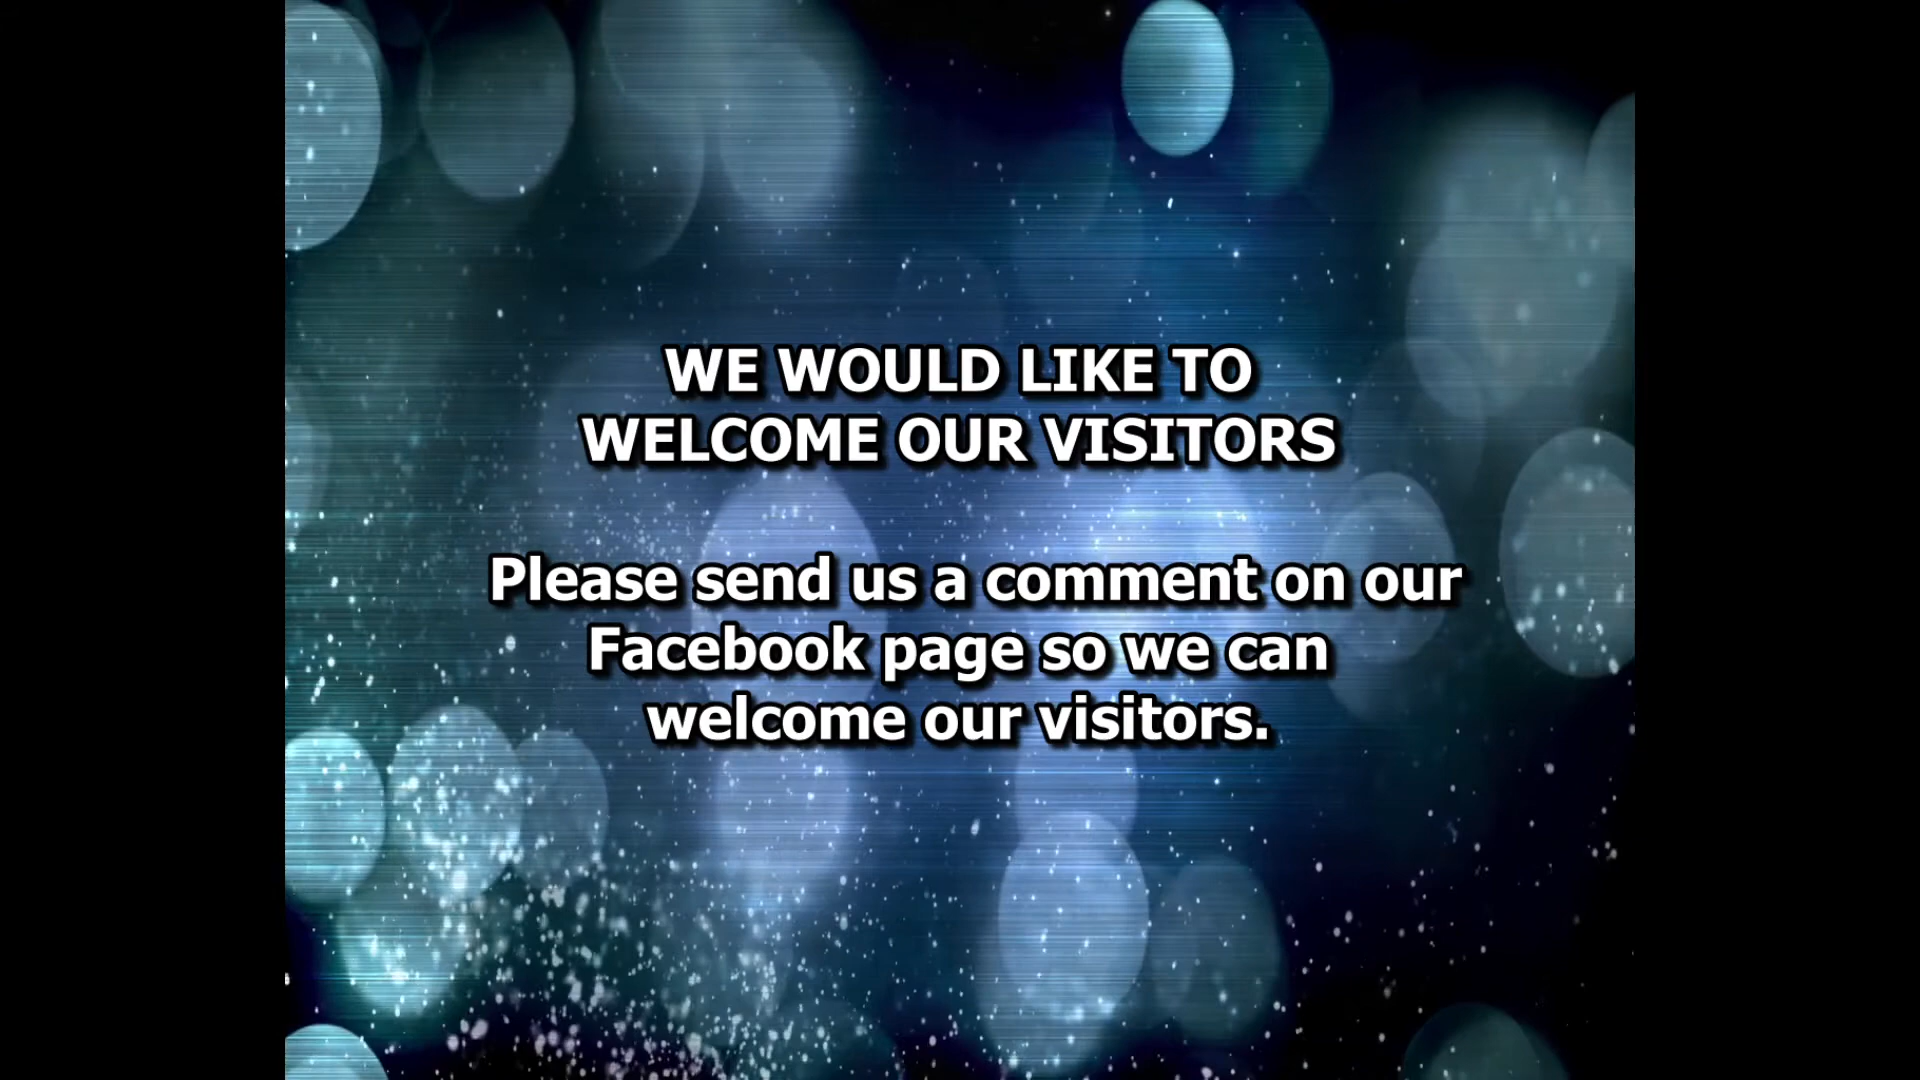 WE WOULD LIKE TO
WELCOME OUR VISITORS
Please send us a comment on our
Facebook page so we can
welcome our visitors.